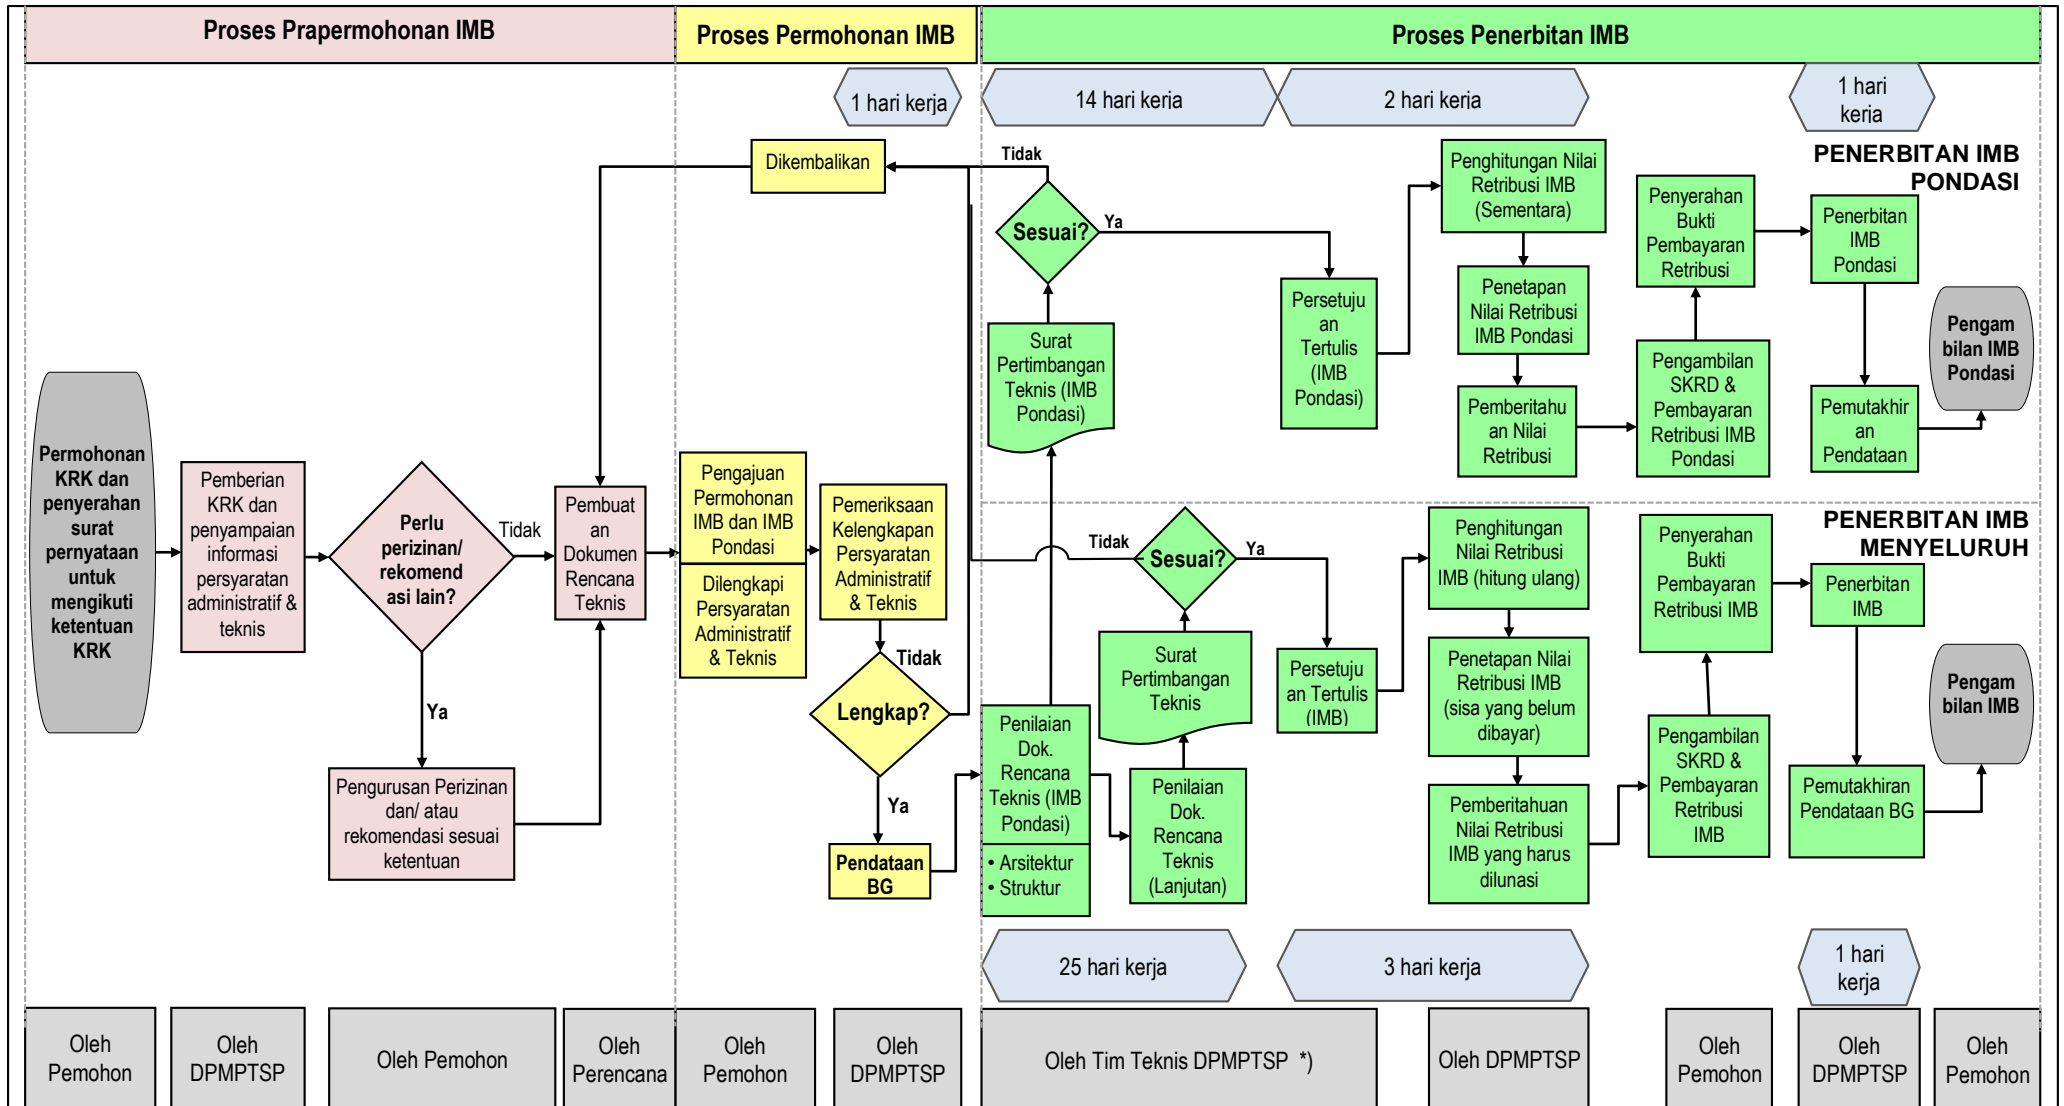 Proses Prapermohonan IMB
Proses Permohonan IMB
Proses Penerbitan IMB
1 hari kerja
14 hari kerja
2 hari kerja
1 hari
kerja
PENERBITAN IMB
PONDASI
Permohonan
KRK dan
penyerahan
surat
pernyataan
untuk
mengikuti
ketentuan
KRK
Pemberian
KRK dan
penyampaian
informasi
persyaratan
administratif &
teknis
Perlu
perizinan/
rekomend
asi lain?
Tidak
Ya
Pengurusan Perizinan
dan/ atau
rekomendasi sesuai
ketentuan
Pembuat
an
Dokumen
Rencana
Teknis
Dikembalikan
Pengajuan
Permohonan
IMB dan IMB
Pondasi
Dilengkapi
Persyaratan
Administratif
& Teknis
Pemeriksaan
Kelengkapan
Persyaratan
Administratif
& Teknis
Tidak
Lengkap?
Ya
Pendataan
BG
Tidak
Sesuai?
Ya
Surat
Pertimbangan
Teknis (IMB
Pondasi)
Persetuju
an
Tertulis
(IMB
Pondasi)
Penghitungan Nilai
Retribusi IMB
(Sementara)
Penetapan
Nilai Retribusi
IMB Pondasi
Pemberitahu
an Nilai
Retribusi
Penyerahan
Bukti
Pembayaran
Retribusi
Pengambilan
SKRD &
Pembayaran
Retribusi IMB
Pondasi
Penerbitan
IMB
Pondasi
Pemutakhir
an
Pendataan
Pengam
bilan IMB
Pondasi
PENERBITAN IMB
MENYELURUH
Penilaian
Dok.
Rencana
Teknis (IMB
Pondasi)
• Arsitektur
• Struktur
Penilaian
Dok.
Rencana
Teknis
(Lanjutan)
Surat
Pertimbangan
Teknis
Tidak
Sesuai?
Ya
Persetuju
an Tertulis
(IMB)
Penghitungan
Nilai Retribusi
IMB (hitung ulang)
Penetapan Nilai
Retribusi IMB
(sisa yang belum
dibayar)
Pemberitahuan
Nilai Retribusi
IMB yang harus
dilunasi
Penyerahan
Bukti
Pembayaran
Retribusi IMB
Pengambilan
SKRD &
Pembayaran
Retribusi
IMB
Penerbitan
IMB
Pemutakhiran
Pendataan BG
Pengam
bilan IMB
25 hari kerja
3 hari kerja
1 hari
kerja
Oleh
Pemohon
Oleh
DPMPTSP
Oleh Pemohon
Oleh
Perencana
Oleh
Pemohon
Oleh
DPMPTSP
Oleh Tim Teknis DPMPTSP *)
Oleh DPMPTSP
Oleh
Pemohon
Oleh
DPMPTSP
Oleh
Pemohon